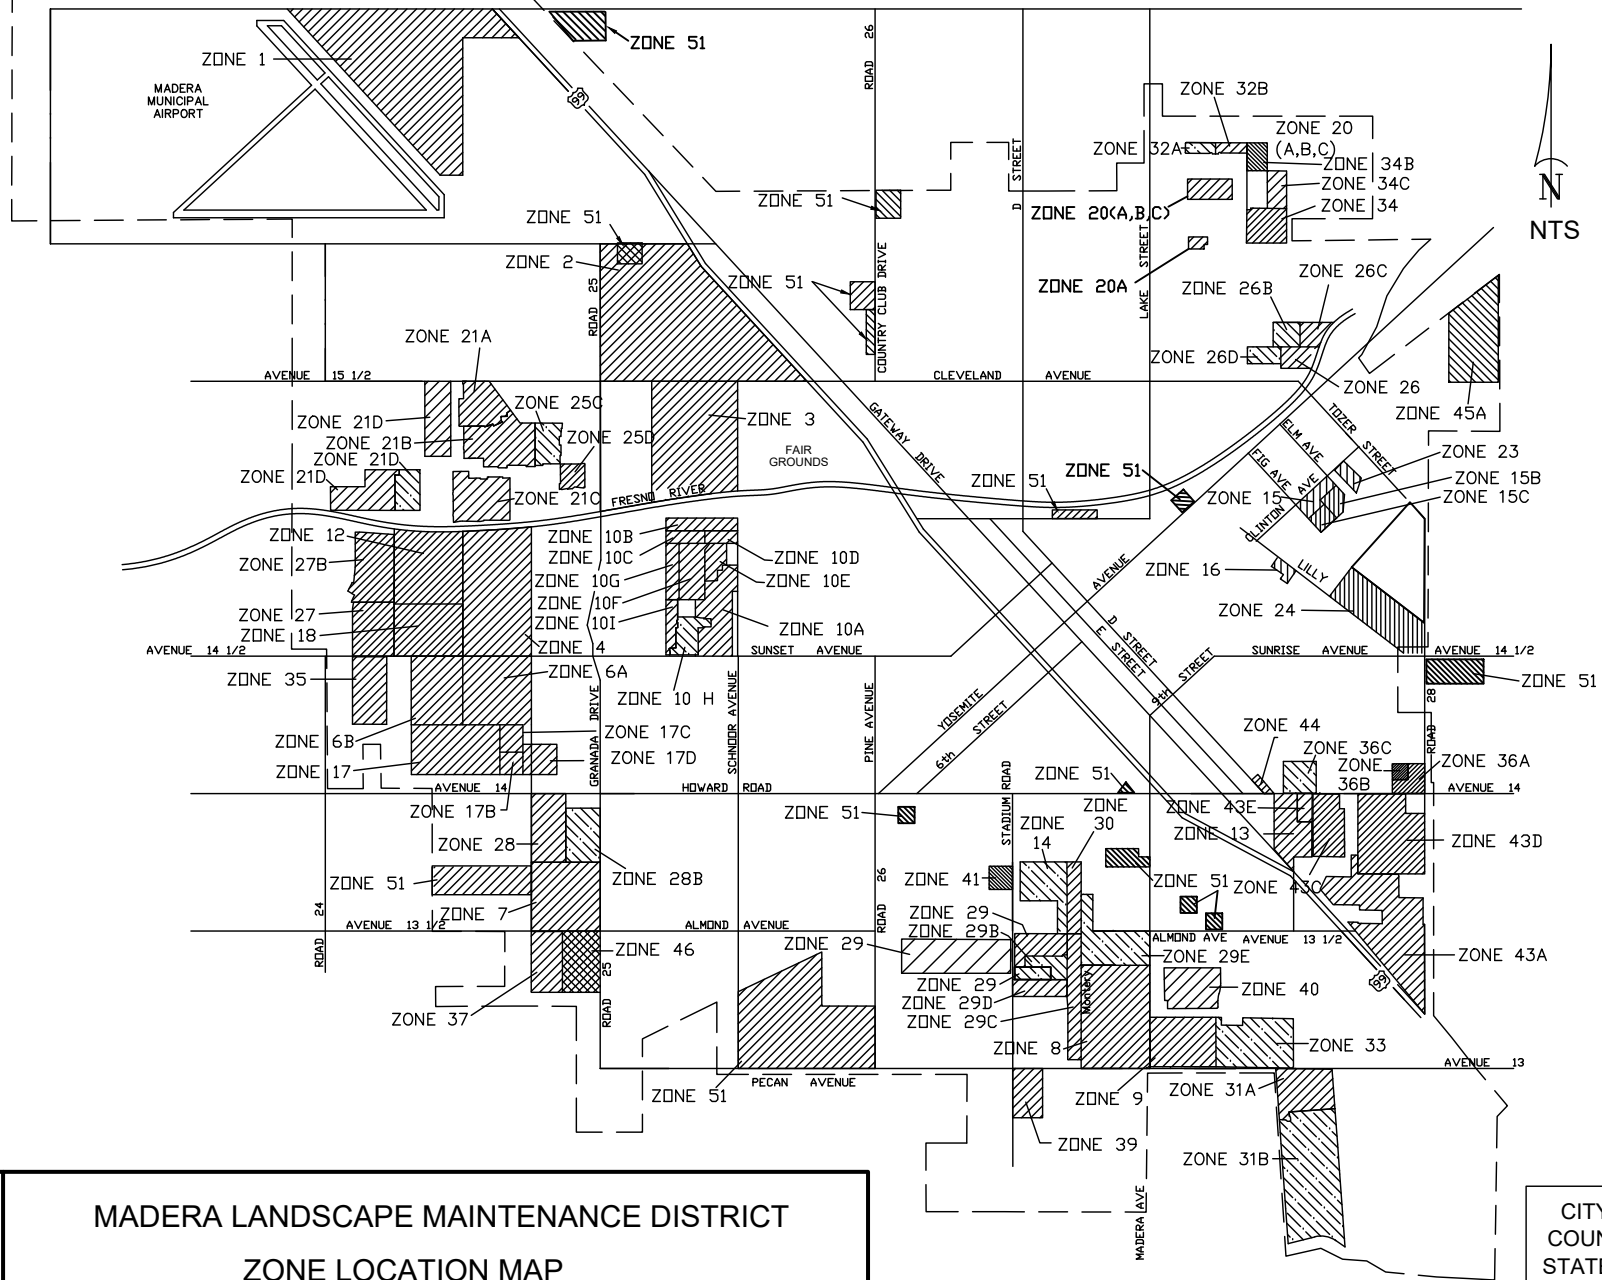 ZONE 51
ROAD 26
ZONE 1
MADERA
MUNICIPAL
AIRPORT
99
ZONE 32B
ZONE 20
(A,B,C)
ZONE 32A
ZONE 34B
ZONE 34C
ZONE 34
N
NTS
D STREET
ZONE 51
ZONE 20(A,B,C)
ZONE 51
ZONE 2
LAKE STREET
ZONE 51
COUNTRY CLUB DRIVE
ZONE 20A
ZONE 26C
ZONE 26B
ROAD 25
ZONE 21A
ZONE 26D
ZONE 26
AVENUE 15 1/2
CLEVELAND AVENUE
ZONE 45A
ZONE 25C
ZONE 3
ZONE 21D
ZONE 21B
ZONE 25D
ZONE 21D
ZONE 21D
ZONE 21C
FAIR
GROUNDS
GATEWAY DRIVE
TOZER STREET
ELM AVE
FIG AVE
CLINTON AVE
ZONE 23
ZONE 15B
ZONE 15C
ZONE 15
ZONE 51
ZONE 51
FRESNO RIVER
ZONE 12
ZONE 10B
ZONE 10C
ZONE 10D
ZONE 27B
ZONE 10G
ZONE 10E
ZONE 10F
ZONE 27
ZONE 18
ZONE 10I
ZONE 10A
ZONE 4
ZONE 16
LILLY
ZONE 24
AVENUE 14 1/2
SUNSET AVENUE
SUNRISE AVENUE
AVENUE 14 1/2
ZONE 35
ZONE 6A
ZONE 10 H
ZONE 51
YOSEMITE AVENUE
6th STREET
D STREET
E STREET
9th STREET
GRANADA DRIVE
SCHNOOR AVENUE
PINE AVENUE
ROAD 28
ZONE 6B
ZONE 17C
ZONE 17
ZONE 17D
ZONE 44
ZONE 36C
ZONE
36B
ZONE 36A
STADIUM ROAD
ZONE 51
AVENUE 14
HOWARD ROAD
AVENUE 14
ZONE 17B
ZONE 51
ZONE
14
ZONE
30
ZONE 43E
ZONE 13
ZONE 43D
ZONE 28
ZONE 28B
ZONE 51
ZONE 41
ZONE 51
ZONE 43C
ROAD 26
ZONE 7
ZONE 29
ZONE 29B
AVENUE 13 1/2
ALMOND AVENUE
ALMOND AVE AVENUE 13 1/2
ROAD 24
ZONE 46
ZONE 29
ZONE 29E
ZONE 43A
ROAD 25
ZONE 29
ZONE 29D
ZONE 29C
Montery
ZONE 40
99
ZONE 37
ZONE 8
ZONE 33
AVENUE 13
PECAN AVENUE
ZONE 51
ZONE 9
ZONE 31A
ZONE 39
ZONE 31B
MADERA AVE
MADERA LANDSCAPE MAINTENANCE DISTRICT
ZONE LOCATION MAP
CITY
COUN
STATE